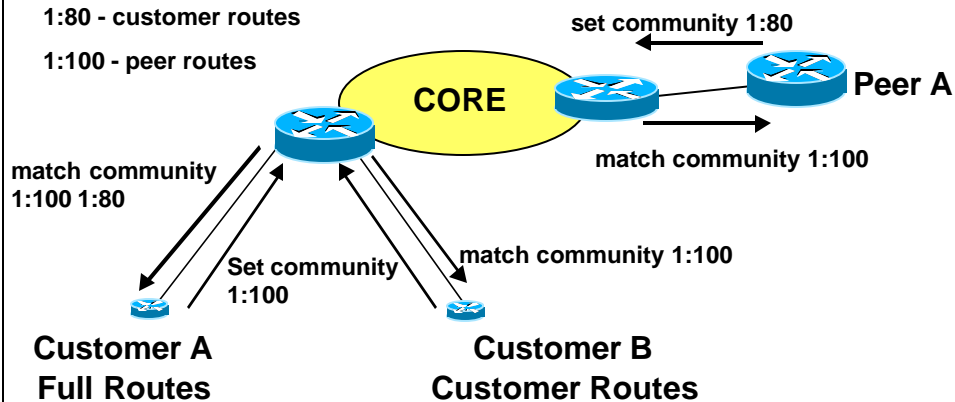 1:80 - customer routes
set community 1:80
1:100 - peer routes
CORE
Peer A
match community 1:100
match community
1:100 1:80
Set community
1:100
match community 1:100
Customer A
Full Routes
Customer B
Customer Routes